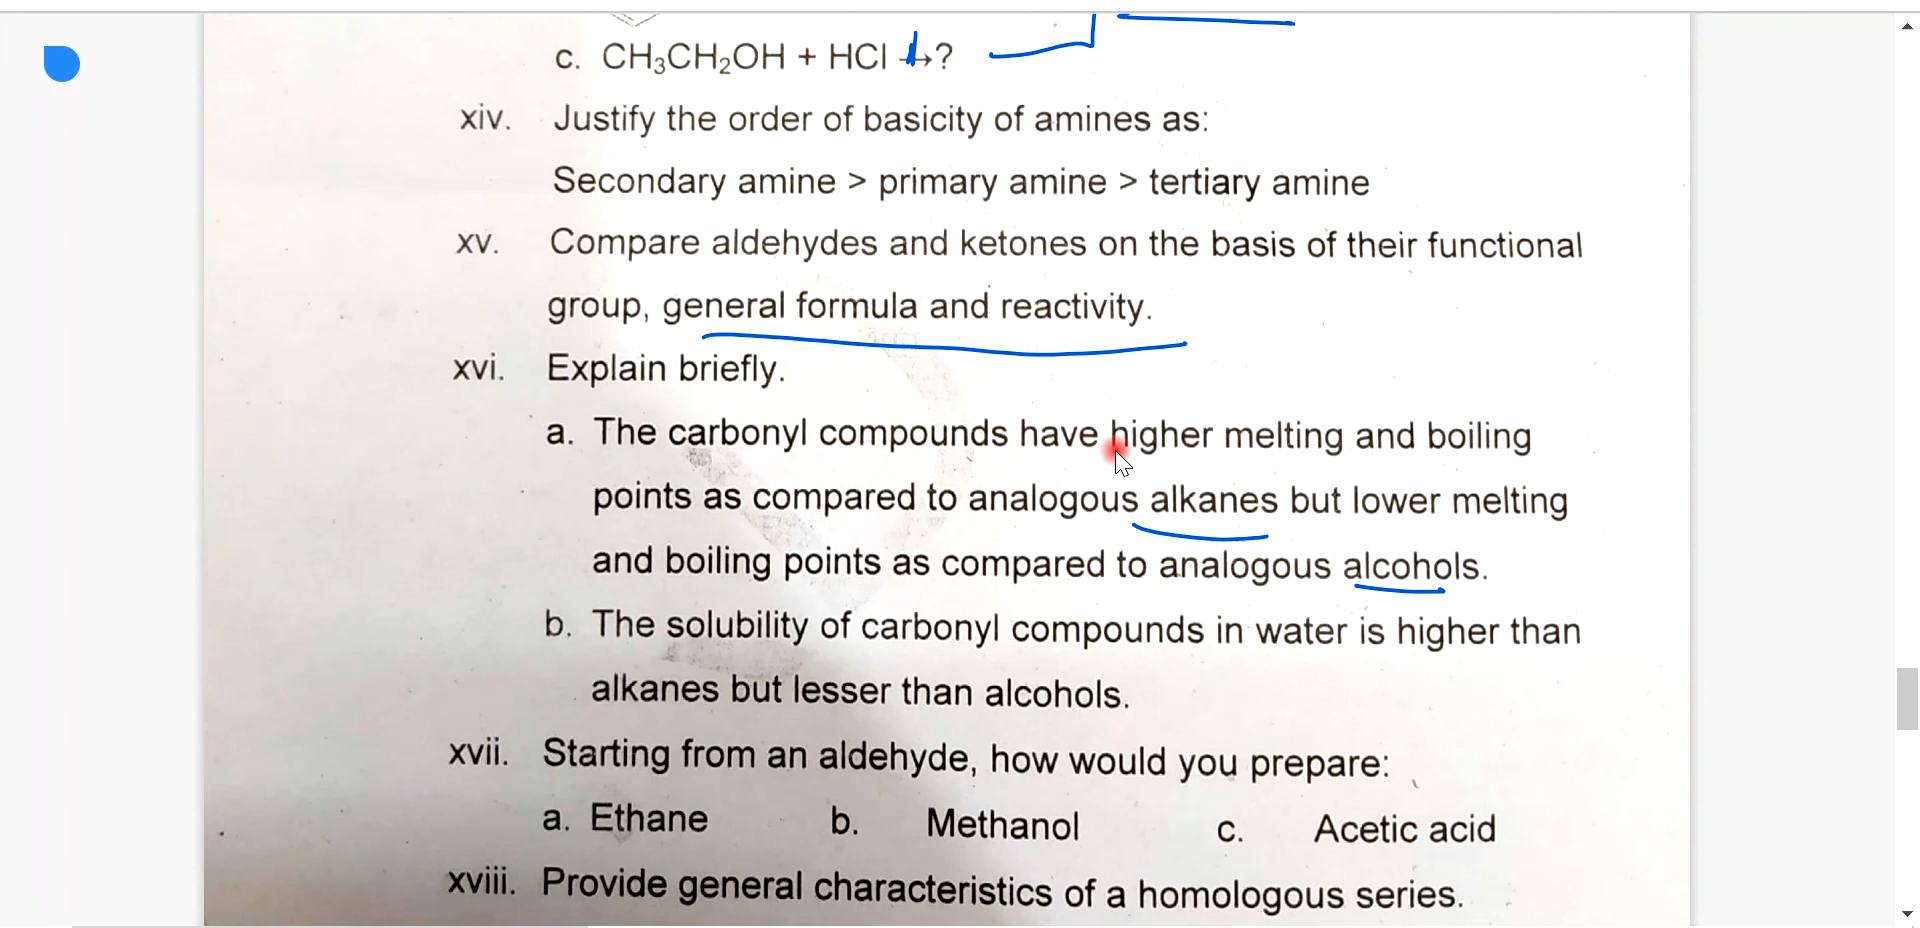 c. CH₃CH₂OH + HCl →?
xiv. Justify the order of basicity of amines as:
Secondary amine > primary amine > tertiary amine
xv. Compare aldehydes and ketones on the basis of their functional
group, general formula and reactivity.
xvi. Explain briefly.
a. The carbonyl compounds have higher melting and boiling
points as compared to analogous alkanes but lower melting
and boiling points as compared to analogous alcohols.
b. The solubility of carbonyl compounds in water is higher than
alkanes but lesser than alcohols.
xvii. Starting from an aldehyde, how would you prepare:
a. Ethane b. Methanol c. Acetic acid
xviii. Provide general characteristics of a homologous series.